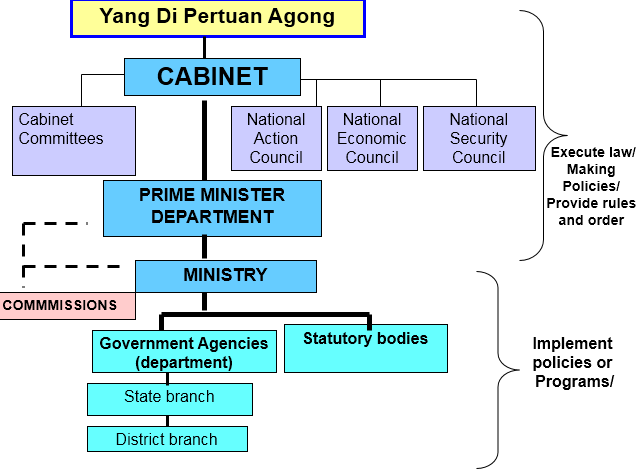 Yang Di Pertuan Agong
CABINET
Cabinet
Committees
National
Action
Council
National
Economic
Council
National
Security
Council
Execute law/
Making
Policies/
Provide rules
and order
PRIME MINISTER
DEPARTMENT
MINISTRY
COMMMISSIONS
Government Agencies
(department)
Statutory bodies
Implement
policies or
Programs/
State branch
District branch